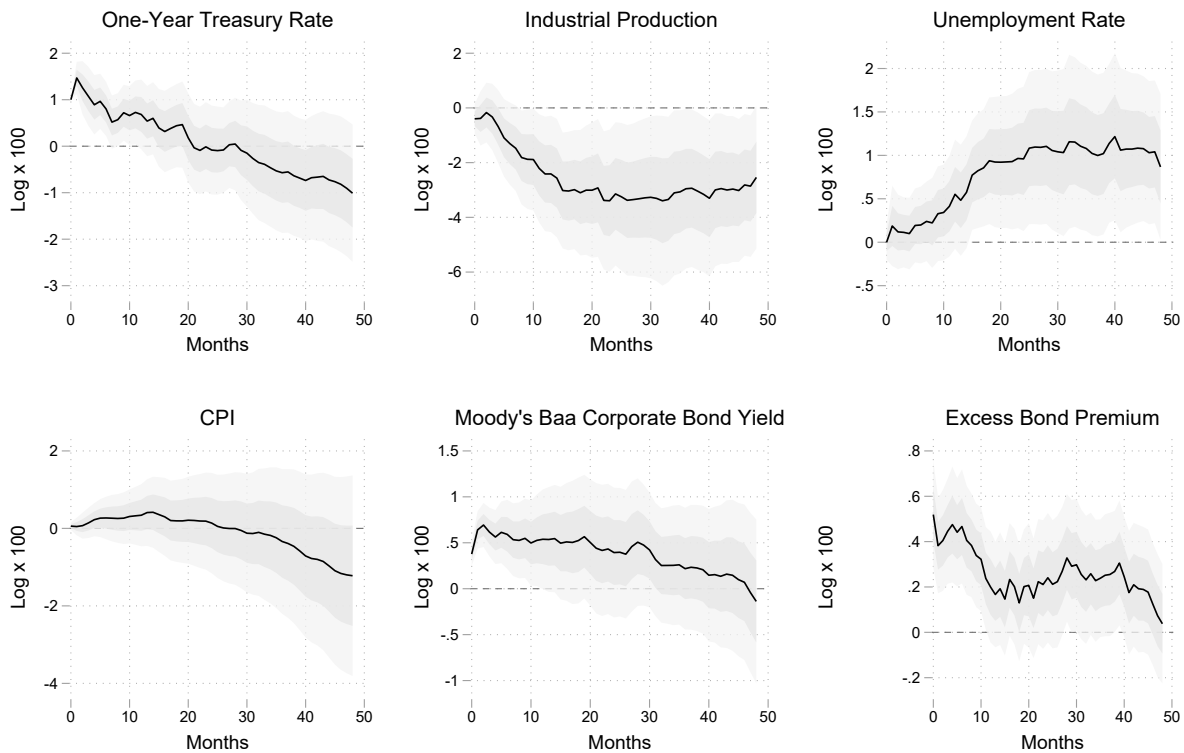 One-Year Treasury Rate
Log x 100
2
1
0
-1
-2
-3
0 10 20 30 40 50
Months
Industrial Production
Log x 100
2
0
-2
-4
-6
0 10 20 30 40 50
Months
Unemployment Rate
Log x 100
2
1.5
1
.5
0
-.5
0 10 20 30 40 50
Months
CPI
Log x 100
2
0
-2
-4
0 10 20 30 40 50
Months
Moody's Baa Corporate Bond Yield
Log x 100
1.5
1
.5
0
-.5
-1
0 10 20 30 40 50
Months
Excess Bond Premium
Log x 100
.8
.6
.4
.2
0
-.2
0 10 20 30 40 50
Months